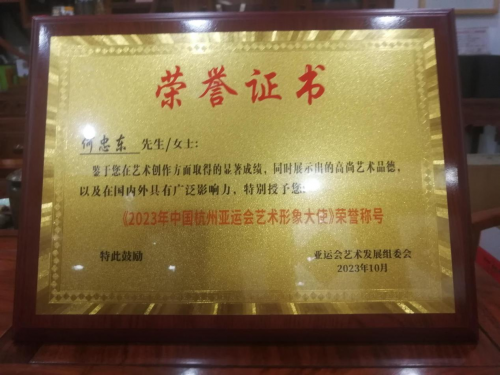 荣誉证书
何忠东 先生/女士:
鉴于您在艺术创作方面取得的显著成绩，同时展示出的高尚艺术品德，
以及在国内外具有广泛影响力，特别授予您:
《2023年中国杭州亚运会艺术形象大使》荣誉称号
特此鼓励
亚运会艺术发展组委会
2023年10月